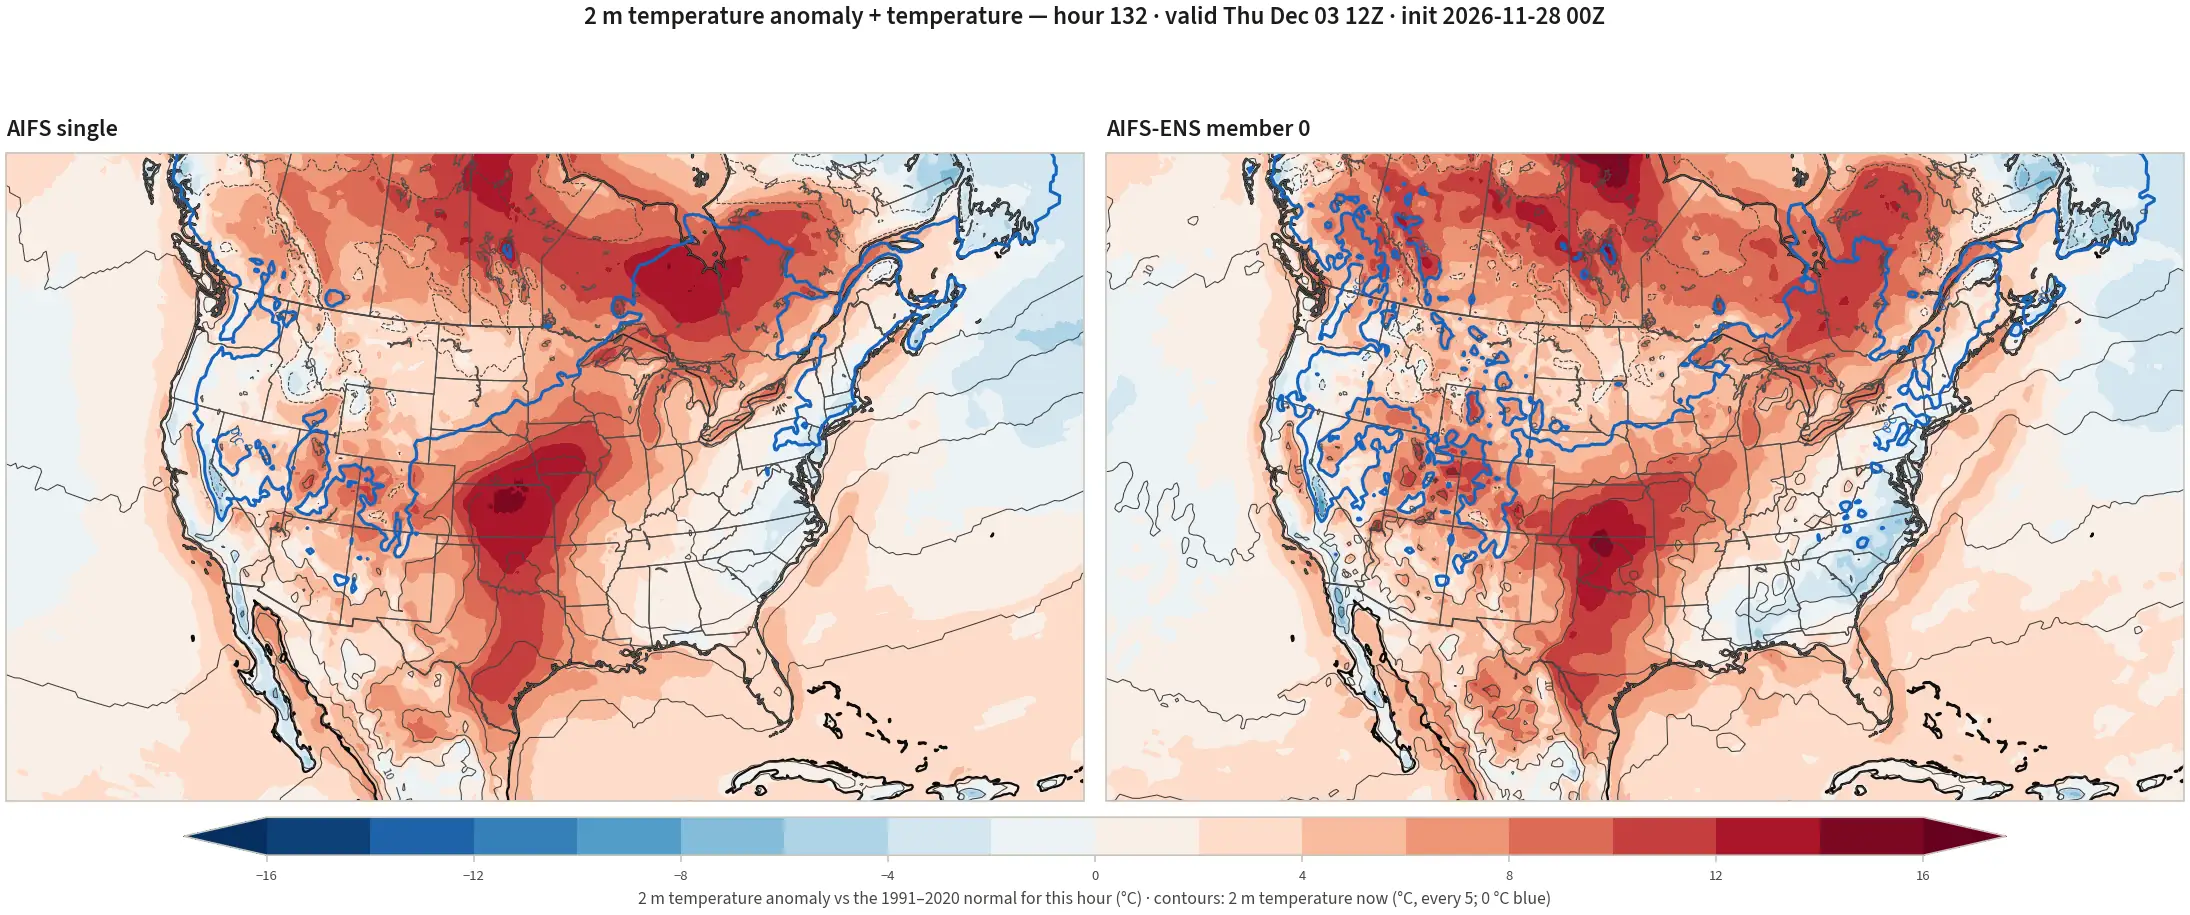 2 m temperature anomaly + temperature — hour 132 · valid Thu Dec 03 12Z · init 2026-11-28 00Z
AIFS single
AIFS-ENS member 0
−16 −12 −8 −4 0 4 8 12 16
2 m temperature anomaly vs the 1991–2020 normal for this hour (°C) · contours: 2 m temperature now (°C, every 5; 0 °C blue)